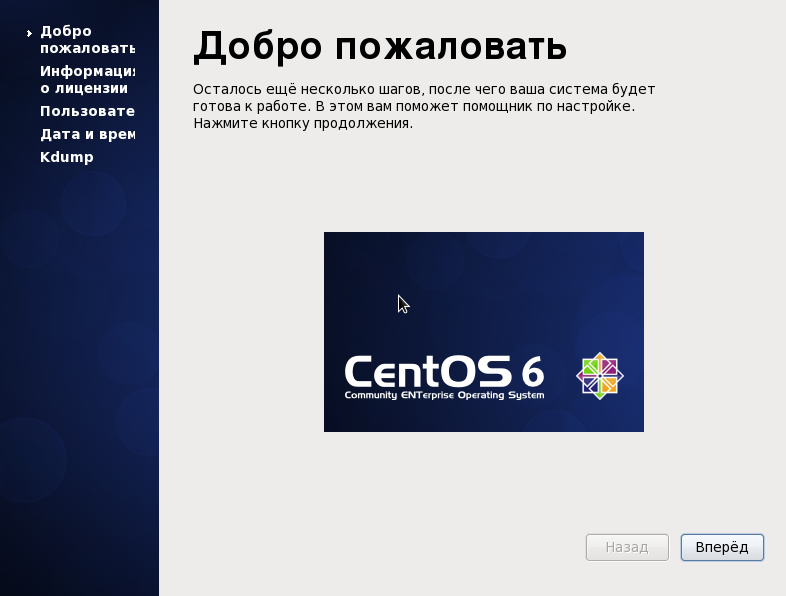 Добро
пожаловать
Информация
о лицензии
Пользовате
Дата и врем
Kdump
Добро пожаловать
Осталось ещё несколько шагов, после чего ваша система будет
готова к работе. В этом вам поможет помощник по настройке.
Нажмите кнопку продолжения.
CentOS 6
Community ENTerprise Operating System
Назад
Вперёд